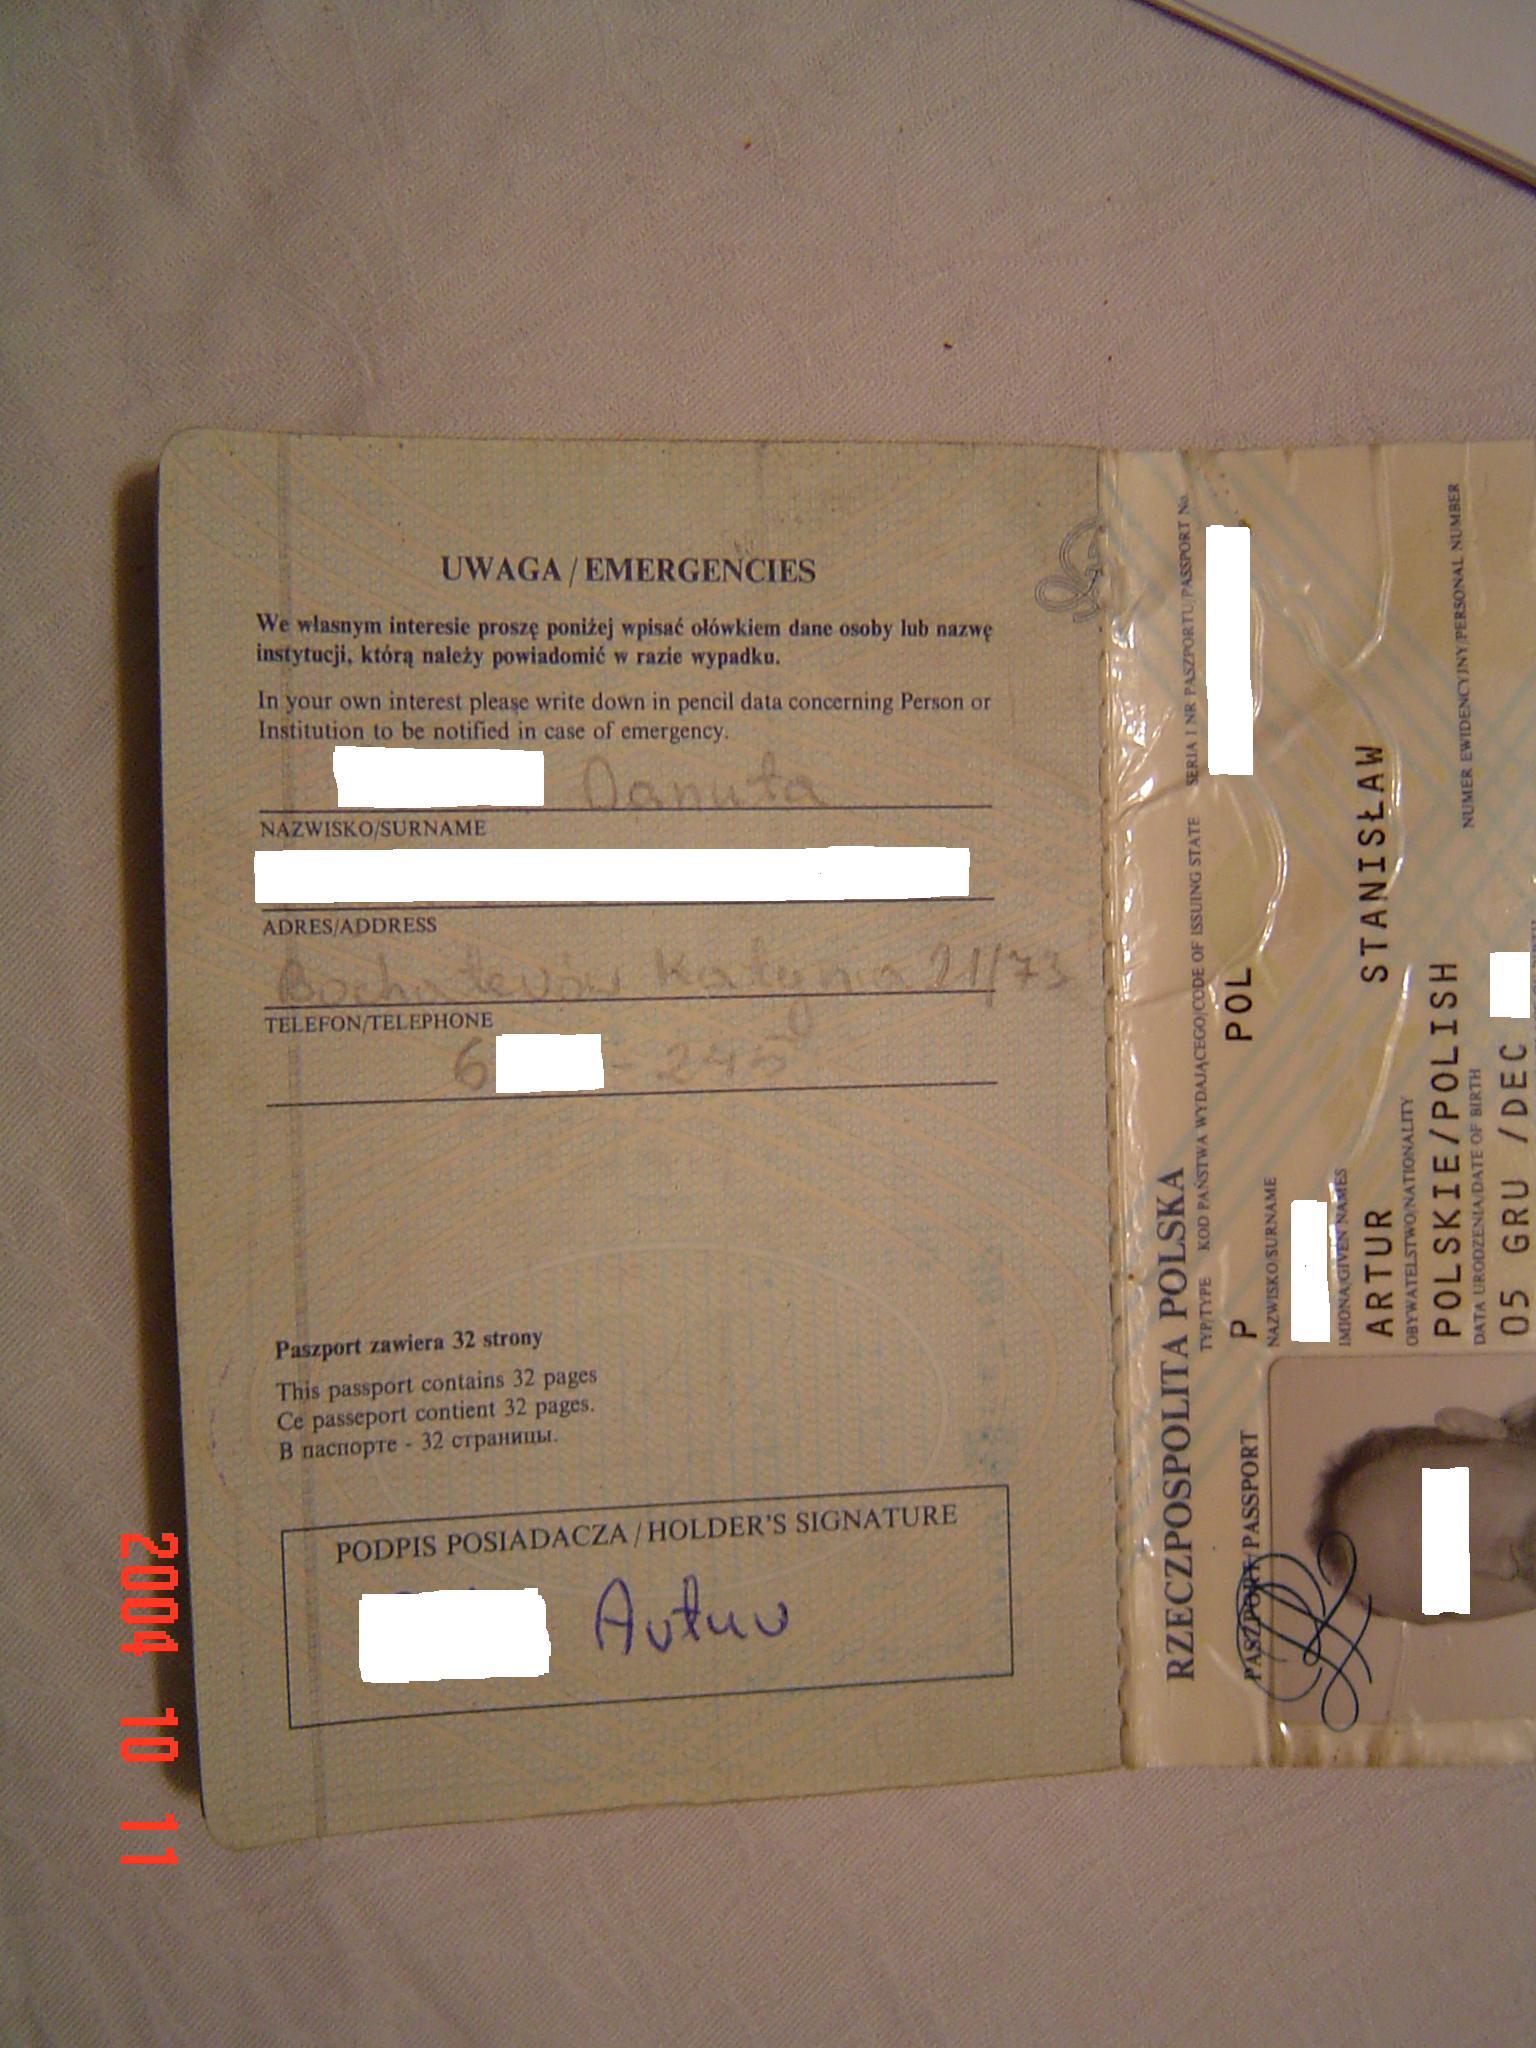 UWAGA / EMERGENCIES
We własnym interesie proszę poniżej wpisać ołówkiem dane osoby lub nazwę
instytucji, którą należy powiadomić w razie wypadku.
In your own interest please write down in pencil data concerning Person or
Institution to be notified in case of emergency.
Danuta
NAZWISKO/SURNAME
ADRES/ADDRESS
Katynia 21/73
TELEFON/TELEPHONE
6 - 245
Paszport zawiera 32 strony
This passport contains 32 pages
Ce passeport contient 32 pages.
В паспорте - 32 страницы.
PODPIS POSIADACZA / HOLDER'S SIGNATURE
Artur
RZECZPOSPOLITA POLSKA
PASZPORT/PASSPORT
TYP/TYPE KOD PAŃSTWA WYDAJĄCEGO/CODE OF ISSUING STATE SERIA I NR PASZPORTU/PASSPORT No.
P POL
NAZWISKO/SURNAME
IMIONA/GIVEN NAMES
ARTUR STANISŁAW
OBYWATELSTWO/NATIONALITY
POLSKIE/POLISH
NUMER EWIDENCYJNY/PERSONAL NUMBER
DATA URODZENIA/DATE OF BIRTH
05 GRU /DEC
2004 10 11